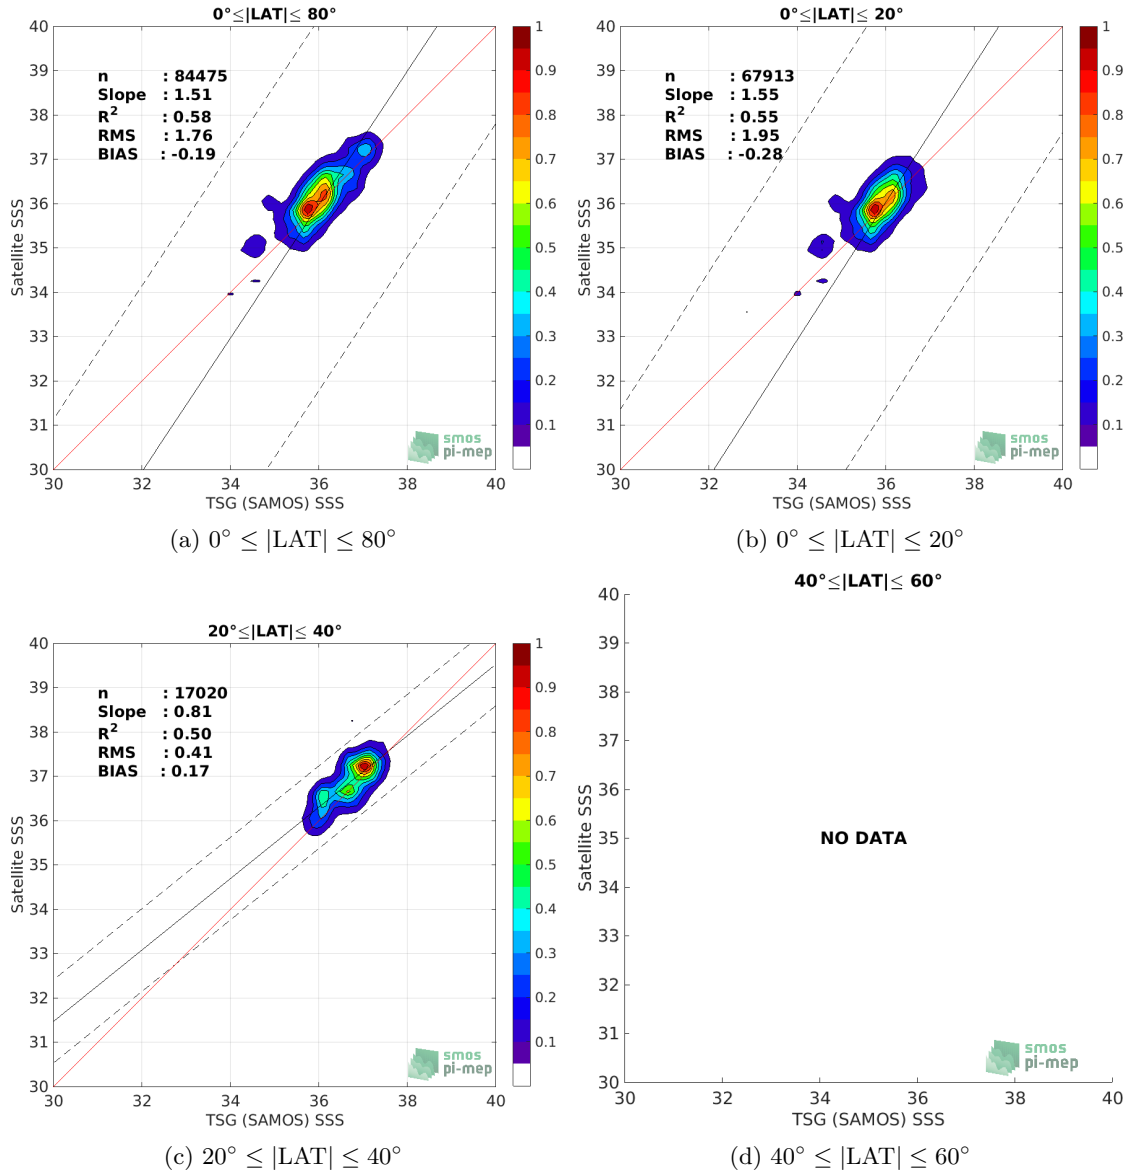 0°≤|LAT|≤ 80°
n : 84475
Slope : 1.51
R² : 0.58
RMS : 1.76
BIAS : -0.19
40
39
38
37
36
35
34
33
32
31
30
30 32 34 36 38 40
Satellite SSS
TSG (SAMOS) SSS
1
0.9
0.8
0.7
0.6
0.5
0.4
0.3
0.2
0.1
smos
pi-mep
(a) 0° ≤ |LAT| ≤ 80°
0°≤|LAT|≤ 20°
n : 67913
Slope : 1.55
R² : 0.55
RMS : 1.95
BIAS : -0.28
40
39
38
37
36
35
34
33
32
31
30
30 32 34 36 38 40
Satellite SSS
TSG (SAMOS) SSS
1
0.9
0.8
0.7
0.6
0.5
0.4
0.3
0.2
0.1
smos
pi-mep
(b) 0° ≤ |LAT| ≤ 20°
20°≤|LAT|≤ 40°
n : 17020
Slope : 0.81
R² : 0.50
RMS : 0.41
BIAS : 0.17
40
39
38
37
36
35
34
33
32
31
30
30 32 34 36 38 40
Satellite SSS
TSG (SAMOS) SSS
1
0.9
0.8
0.7
0.6
0.5
0.4
0.3
0.2
0.1
smos
pi-mep
(c) 20° ≤ |LAT| ≤ 40°
40°≤|LAT|≤ 60°
40
39
38
37
36
35
34
33
32
31
30
30 32 34 36 38 40
Satellite SSS
NO DATA
TSG (SAMOS) SSS
smos
pi-mep
(d) 40° ≤ |LAT| ≤ 60°